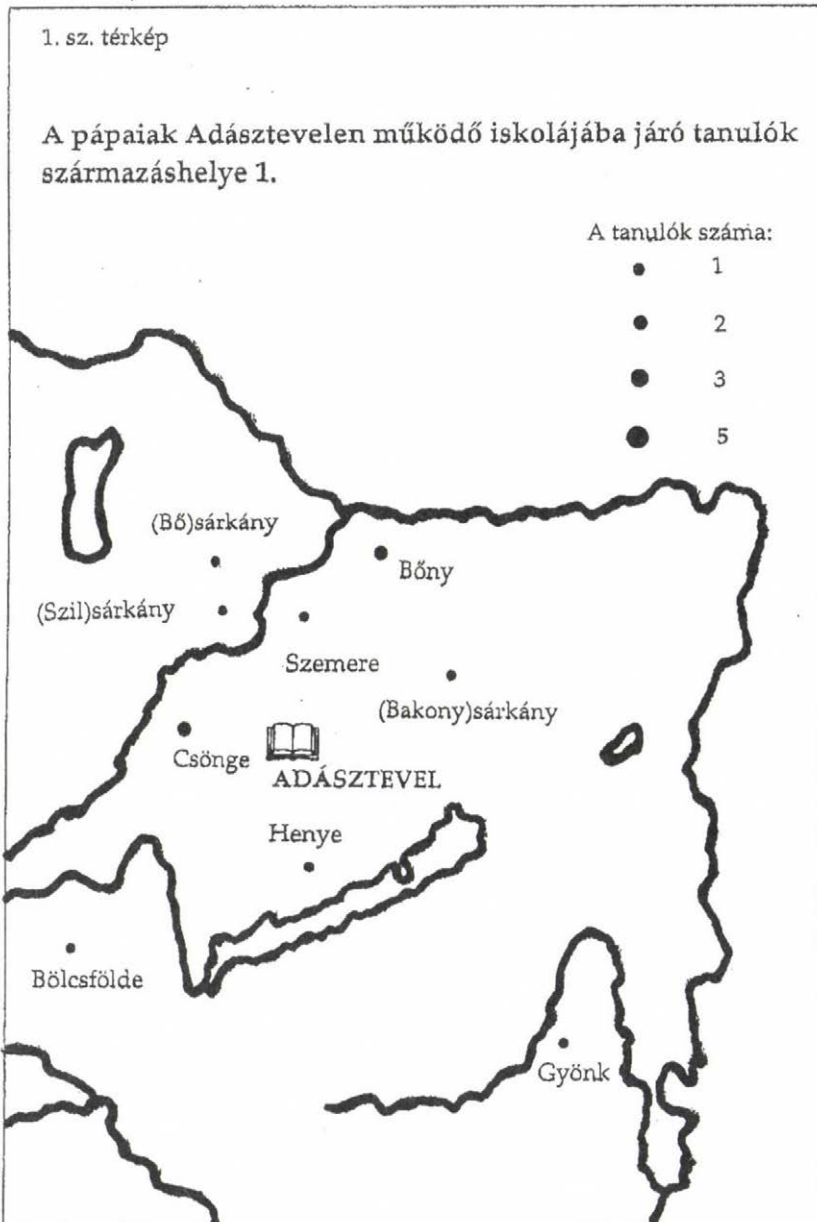 1. sz. térkép
A pápaiak Adásztevelen működő iskolájába járó tanulók
származáshelye 1.
A tanulók száma:
1
2
3
5
(Bő)sárkány
Bőny
(Szil)sárkány
Szemere
(Bakony)sárkány
Csönge
ADÁSZTEVEL
Henye
Bölcsfölde
Gyönk